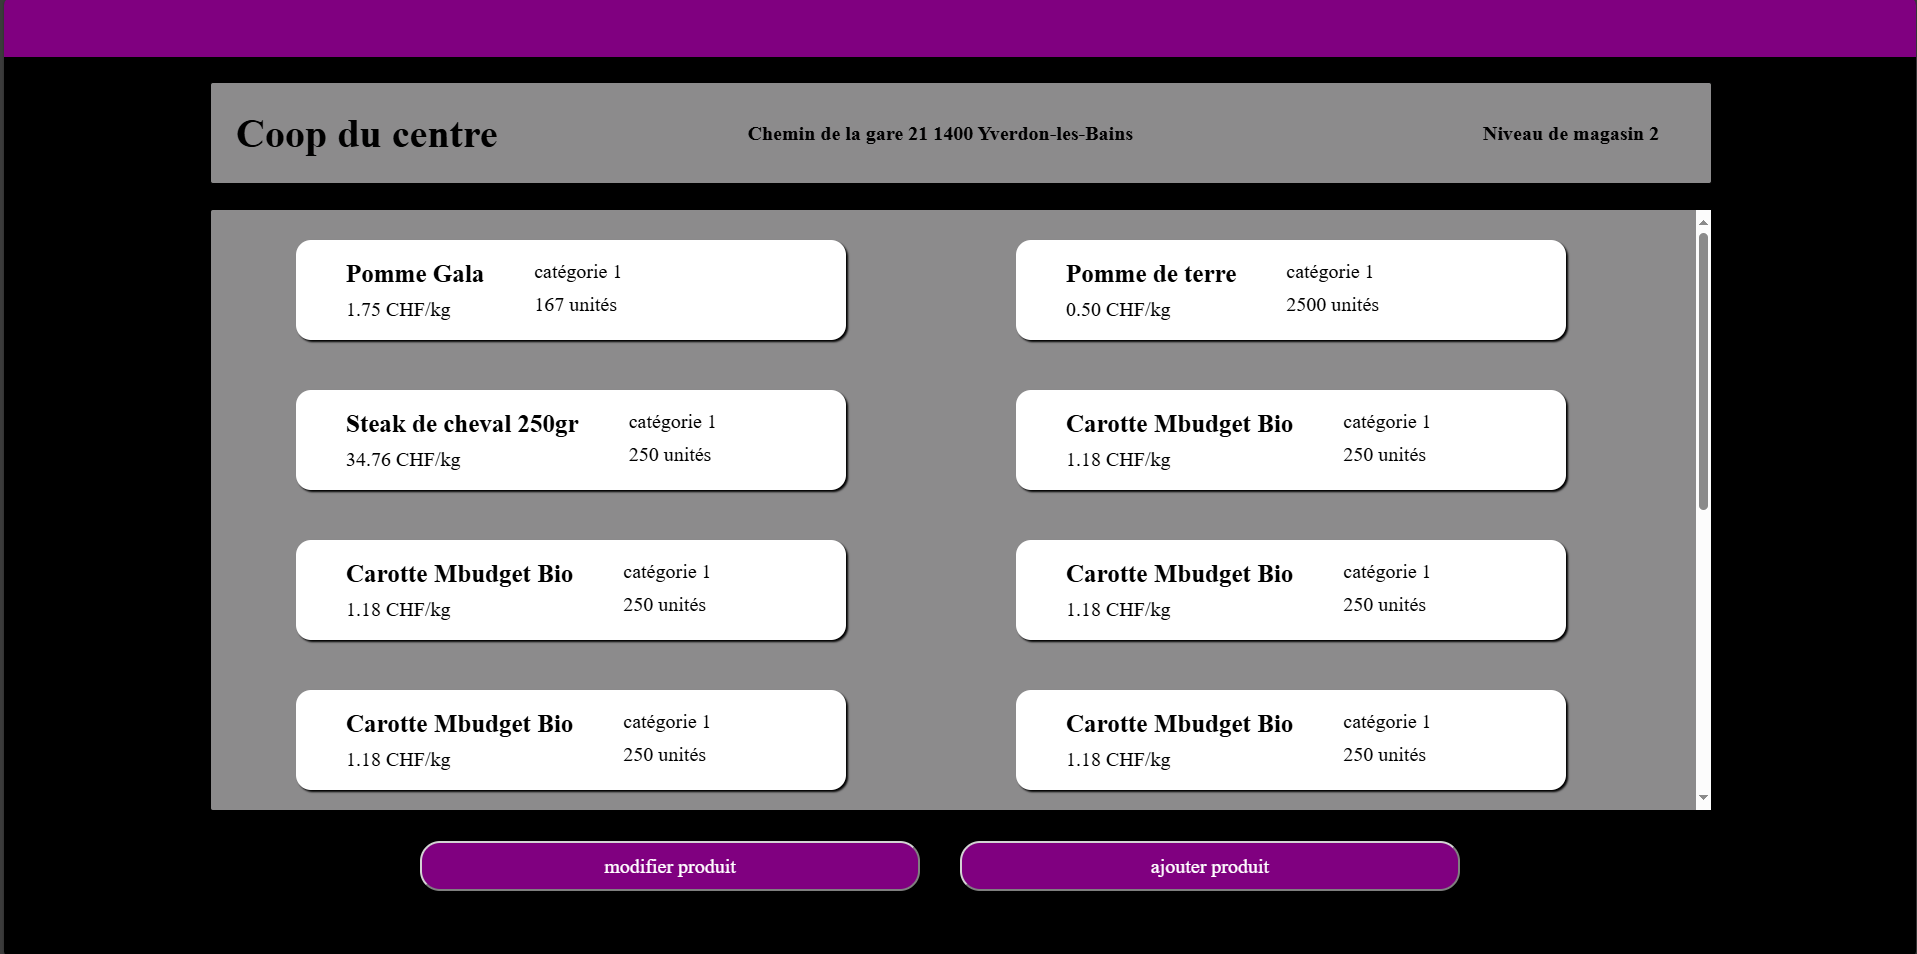 Coop du centre
Chemin de la gare 21 1400 Yverdon-les-Bains
Niveau de magasin 2
Pomme Gala
1.75 CHF/kg
catégorie 1
167 unités
Pomme de terre
0.50 CHF/kg
catégorie 1
2500 unités
Steak de cheval 250gr
34.76 CHF/kg
catégorie 1
250 unités
Carotte Mbudget Bio
1.18 CHF/kg
catégorie 1
250 unités
Carotte Mbudget Bio
1.18 CHF/kg
catégorie 1
250 unités
Carotte Mbudget Bio
1.18 CHF/kg
catégorie 1
250 unités
Carotte Mbudget Bio
1.18 CHF/kg
catégorie 1
250 unités
Carotte Mbudget Bio
1.18 CHF/kg
catégorie 1
250 unités
modifier produit
ajouter produit